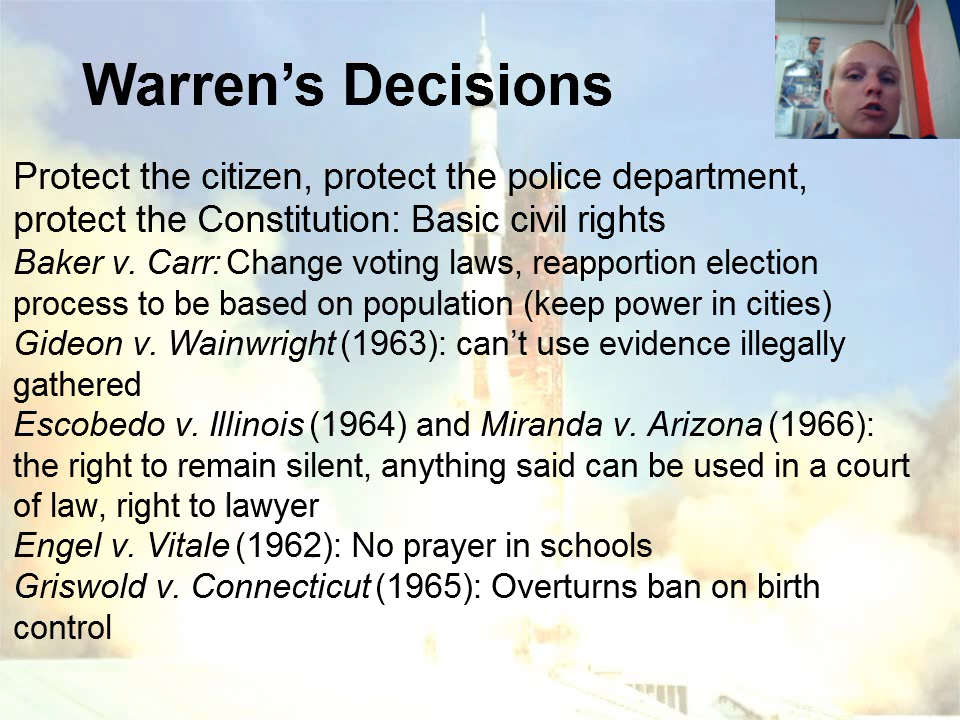 Warren’s Decisions
Protect the citizen, protect the police department,
protect the Constitution: Basic civil rights
Baker v. Carr: Change voting laws, reapportion election
process to be based on population (keep power in cities)
Gideon v. Wainwright (1963): can’t use evidence illegally
gathered
Escobedo v. Illinois (1964) and Miranda v. Arizona (1966):
the right to remain silent, anything said can be used in a court
of law, right to lawyer
Engel v. Vitale (1962): No prayer in schools
Griswold v. Connecticut (1965): Overturns ban on birth
control